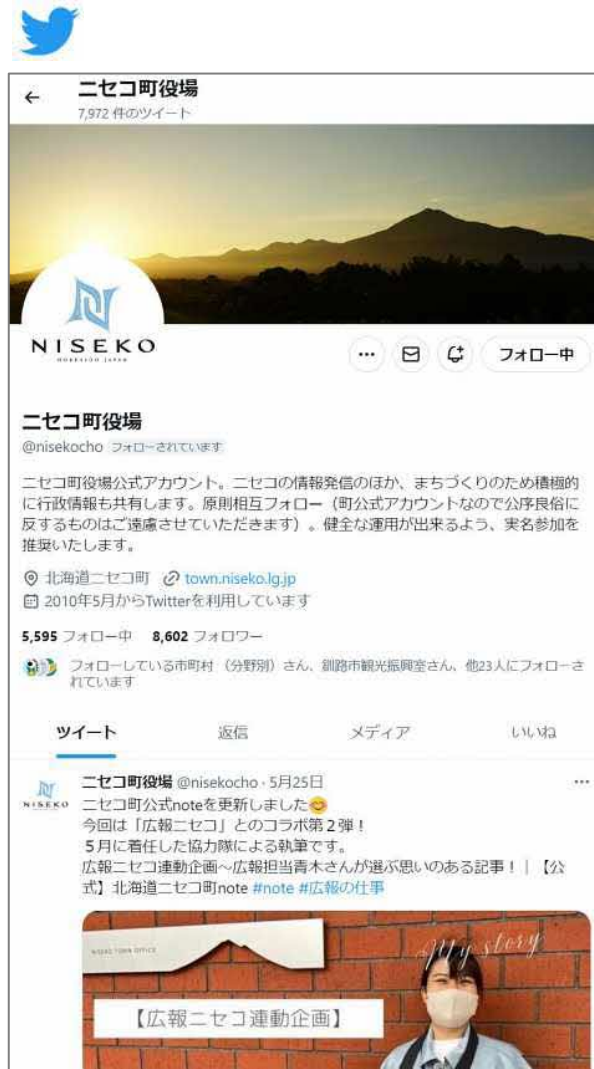 ニセコ町役場
7,972 件のツイート
NISEKO
HOKKAIDO JAPAN
フォロー中
ニセコ町役場
@nisekocho フォローされています
ニセコ町役場公式アカウント。ニセコの情報発信のほか、まちづくりのため積極的
に行政情報も共有します。原則相互フォロー（町公式アカウントなので公序良俗に
反するものはご遠慮させていただきます）。健全な運用が出来るよう、実名参加を
推奨いたします。
北海道ニセコ町 town.niseko.lg.jp
2010年5月からTwitterを利用しています
5,595 フォロー中 8,602 フォロワー
フォローしている市町村 （分野別）さん、釧路市観光振興室さん、他23人にフォローさ
れています
ツイート 返信 メディア いいね
ニセコ町役場 @nisekocho · 5月25日
NISEKO
ニセコ町公式noteを更新しました😊
今回は「広報ニセコ」とのコラボ第２弾！
５月に着任した協力隊による執筆です。
広報ニセコ連動企画～広報担当青木さんが選ぶ思いのある記事！｜【公
式】北海道ニセコ町note #note #広報の仕事
NISEKO TOWN OFFICE
My story
【広報ニセコ連動企画】